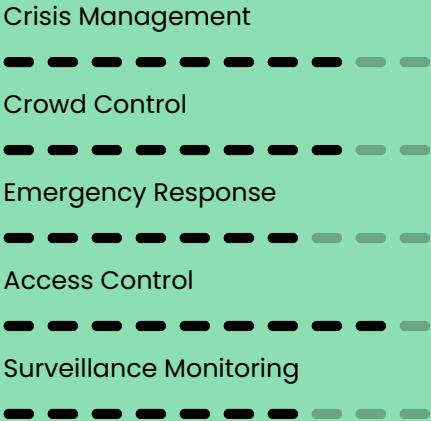 Crisis Management
Crowd Control
Emergency Response
Access Control
Surveillance Monitoring